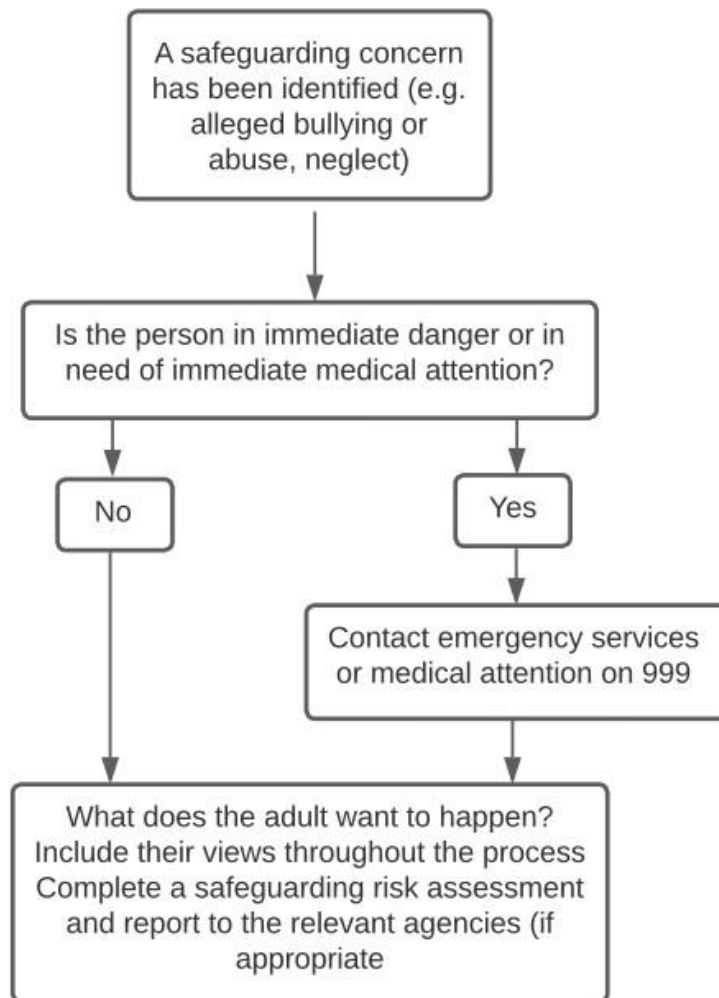 A safeguarding concern
has been identified (e.g.
alleged bullying or
abuse, neglect)
Is the person in immediate danger or in
need of immediate medical attention?
No
Yes
Contact emergency services
or medical attention on 999
What does the adult want to happen?
Include their views throughout the process
Complete a safeguarding risk assessment
and report to the relevant agencies (if
appropriate